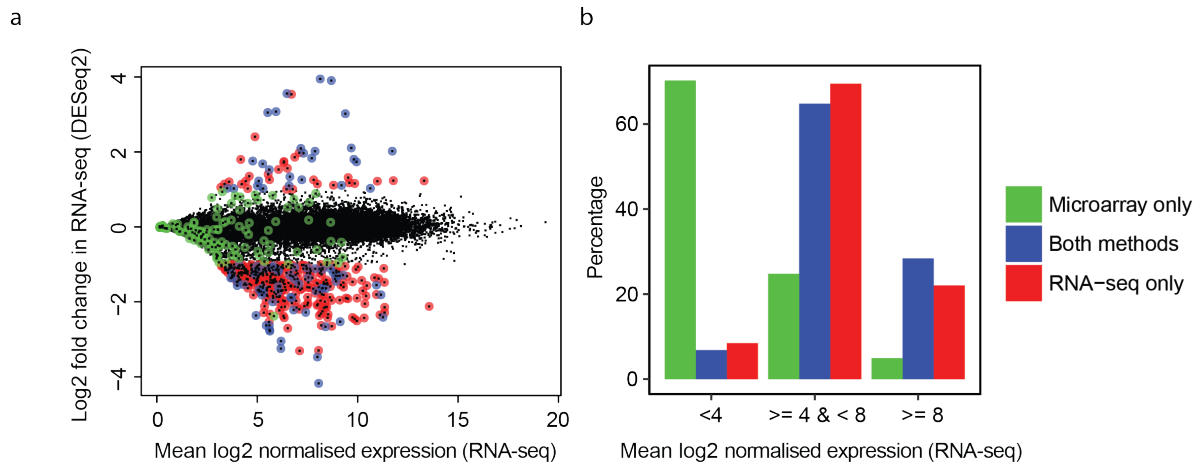 a
b
Log2 fold change in RNA-seq (DESeq2)
4
2
0
−2
−4
0
5
10
15
20
Mean log2 normalised expression (RNA-seq)
Percentage
60
40
20
0
<4
>= 4 & < 8
>= 8
Mean log2 normalised expression (RNA-seq)
Microarray only
Both methods
RNA−seq only